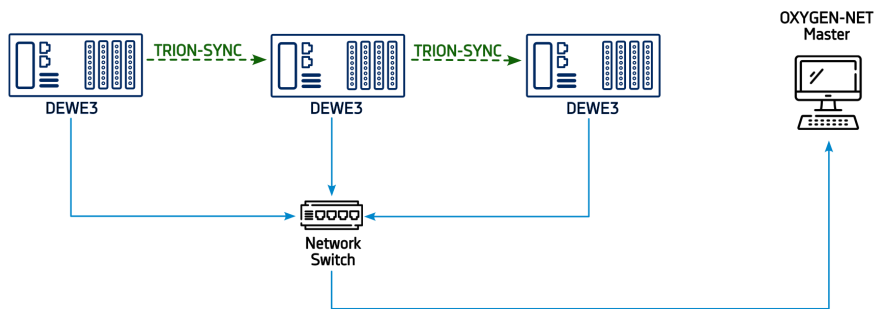 OXYGEN-NET
Master
TRION-SYNC
TRION-SYNC
DEWE3
DEWE3
DEWE3
Network
Switch